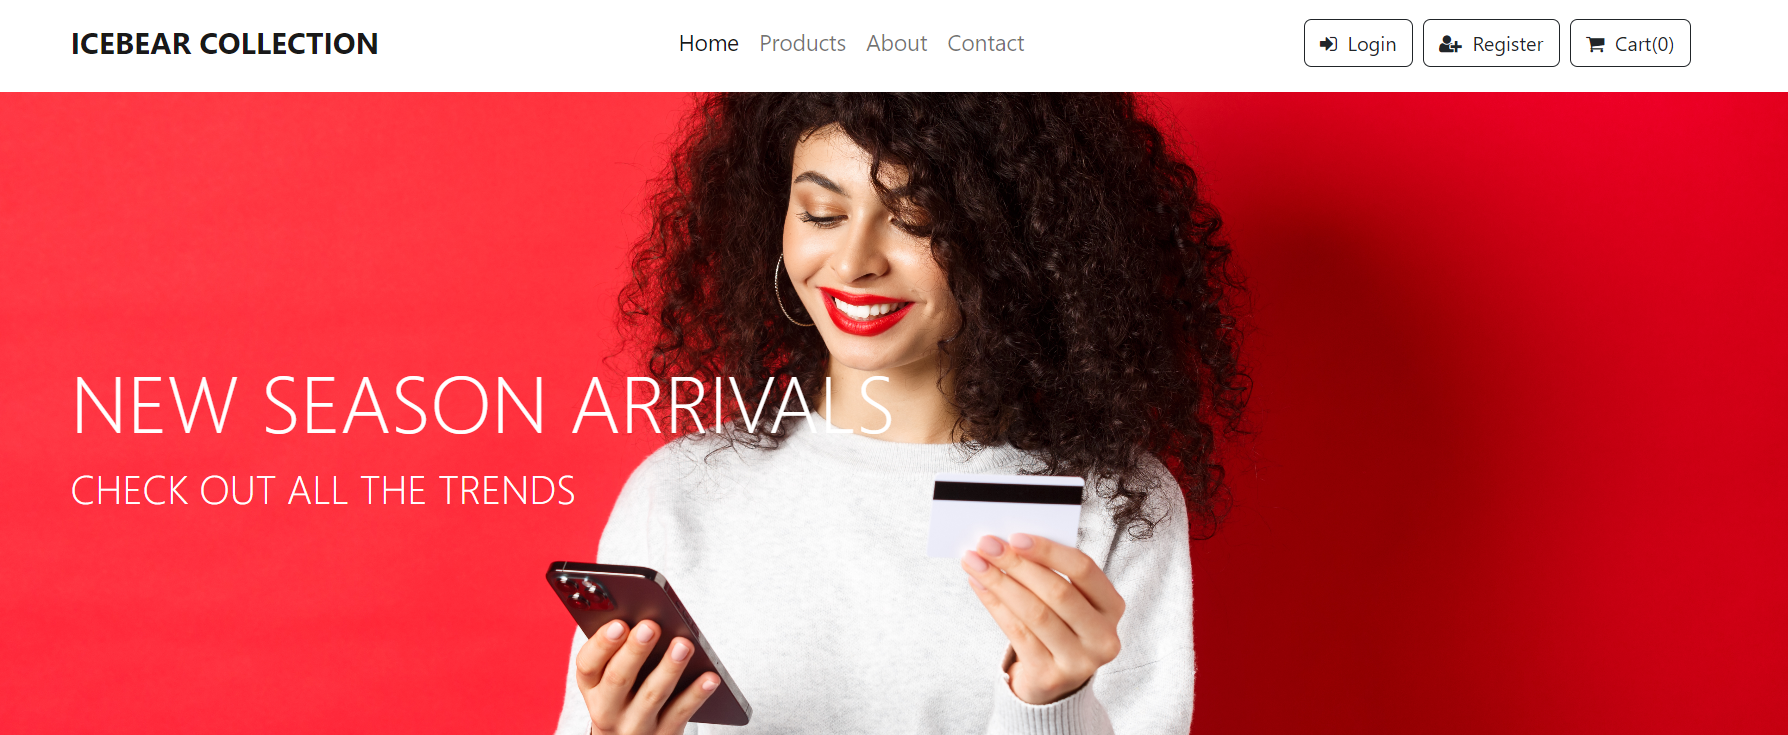 ICEBEAR COLLECTION
Home Products About Contact
Login Register Cart(0)
NEW SEASON ARRIVALS
CHECK OUT ALL THE TRENDS